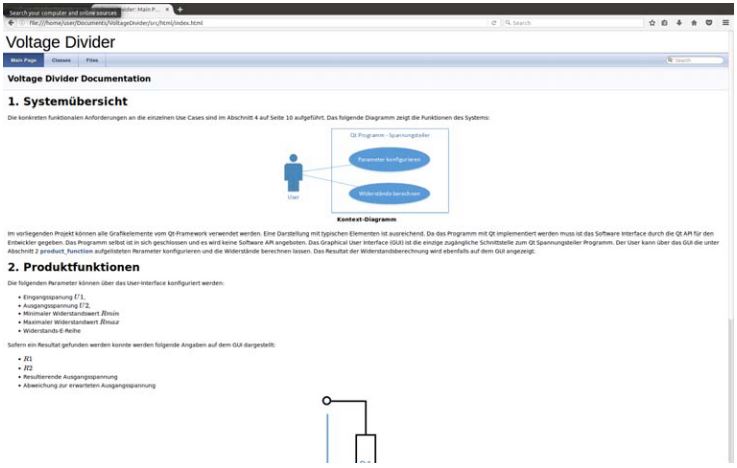 Search your computer and online sources
ider: Main P... × +
file:///home/user/Documents/VoltageDivider/src/html/index.html
Search
Voltage Divider
Main Page Classes Files
Search
Voltage Divider Documentation
1. Systemübersicht
Die konkreten funktionalen Anforderungen an die einzelnen Use Cases sind im Abschnitt 4 auf Seite 10 aufgeführt. Das folgende Diagramm zeigt die Funktionen des Systems:
Qt Programm - Spannungsteiler
Parameter konfigurieren
Widerstände berechnen
User
Kontext-Diagramm
Im vorliegenden Projekt können alle Grafikelemente vom Qt-Framework verwendet werden. Eine Darstellung mit typischen Elementen ist ausreichend. Da das Programm mit Qt implementiert werden muss ist das Software Interface durch die Qt API für den
Entwickler gegeben. Das Programm selbst ist in sich geschlossen und es wird keine Software API angeboten. Das Graphical User Interface (GUI) ist die einzige zugängliche Schnittstelle zum Qt Spannungsteiler Programm. Der User kann über das GUI die unter
Abschnitt 2 product_function aufgelisteten Parameter konfigurieren und die Widerstände berechnen lassen. Das Resultat der Widerstandsberechnung wird ebenfalls auf dem GUI angezeigt.
2. Produktfunktionen
Die folgenden Parameter können über das User-Interface konfiguriert werden:
• Eingangsspanung U1,
• Ausgangsspannung U2,
• Minimaler Widerstandswert Rmin
• Maximaler Widerstandswert Rmax
• Widerstands-E-Reihe
Sofern ein Resultat gefunden werden konnte werden folgende Angaben auf dem GUI dargestellt:
• R1
• R2
• Resultierende Ausgangsspannung
• Abweichung zur erwarteten Ausgangsspannung